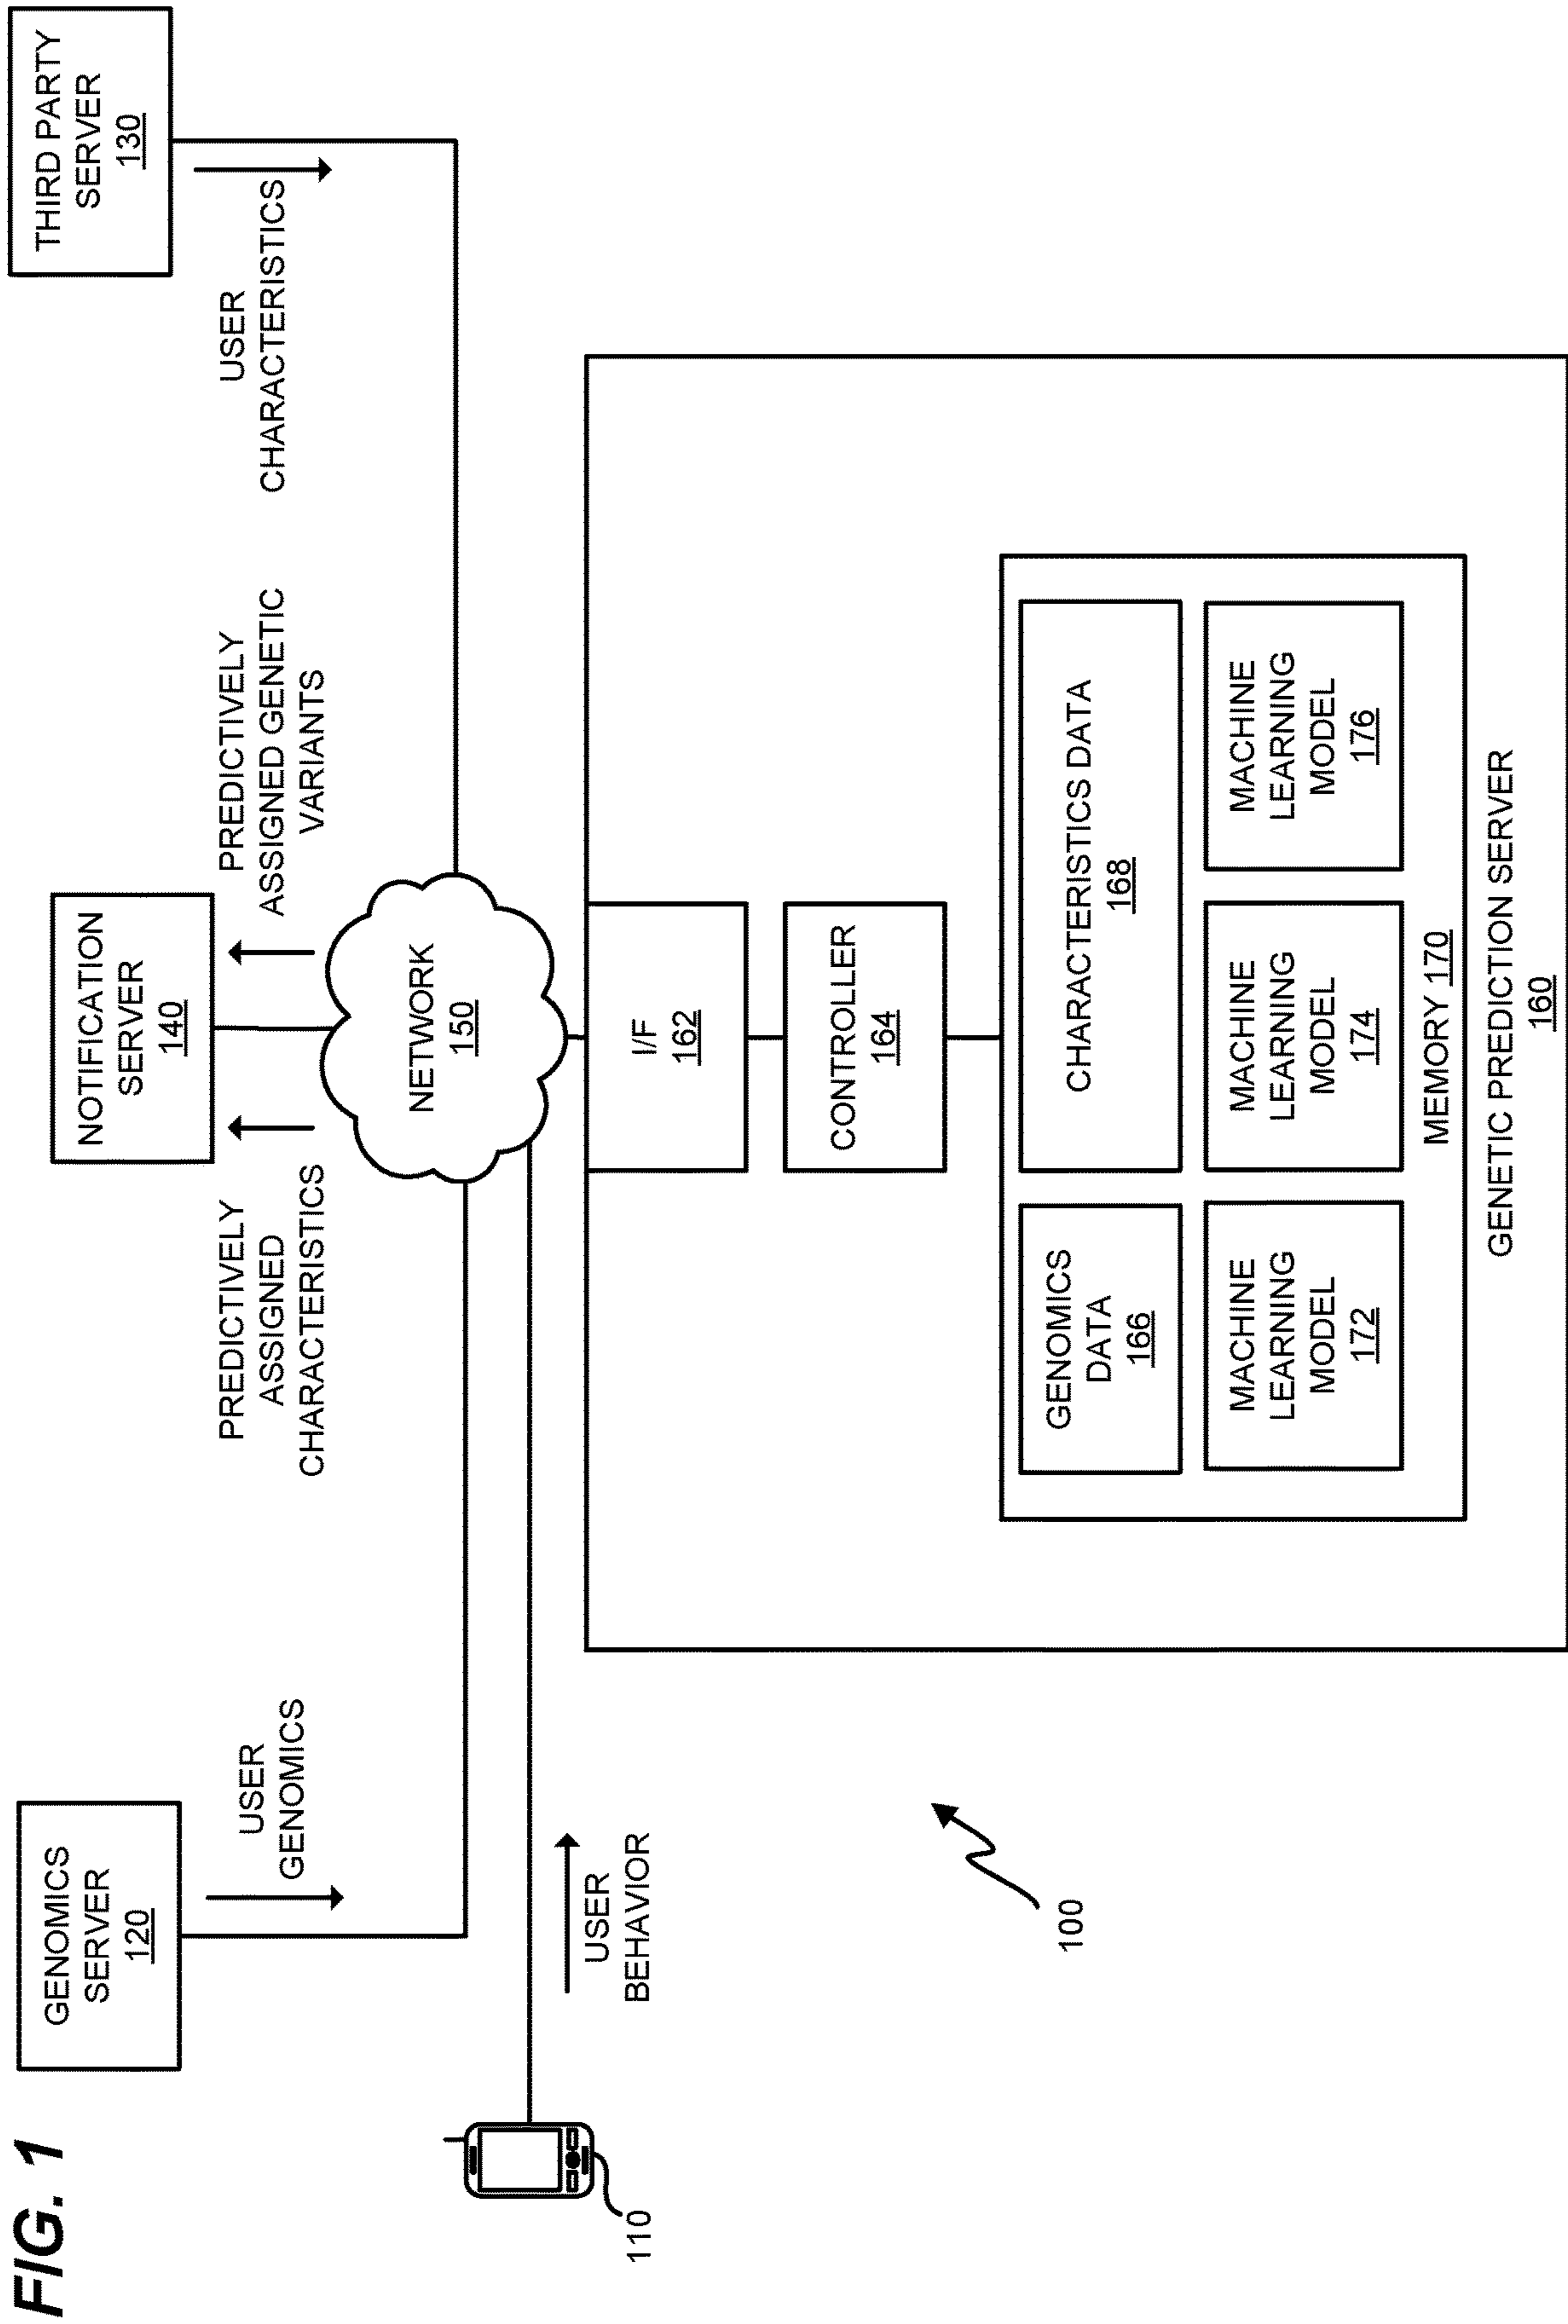 FIG. 1
GENOMICS
SERVER
120
USER
GENOMICS
NOTIFICATION
SERVER
140
PREDICTIVELY
ASSIGNED
CHARACTERISTICS
PREDICTIVELY
ASSIGNED GENETIC
VARIANTS
THIRD PARTY
SERVER
130
USER
CHARACTERISTICS
110
USER
BEHAVIOR
NETWORK
150
100
I/F
162
CONTROLLER
164
GENOMICS
DATA
166
CHARACTERISTICS DATA
168
MACHINE
LEARNING
MODEL
172
MACHINE
LEARNING
MODEL
174
MACHINE
LEARNING
MODEL
176
MEMORY 170
GENETIC PREDICTION SERVER
160